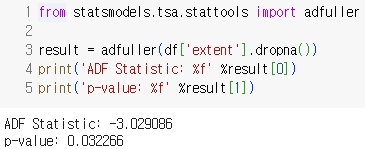 1 from statsmodels.tsa.stattools import adfuller
2
3 result = adfuller(df['extent'].dropna())
4 print('ADF Statistic: %f' %result[0])
5 print('p-value: %f' %result[1])
ADF Statistic: -3.029086
p-value: 0.032266